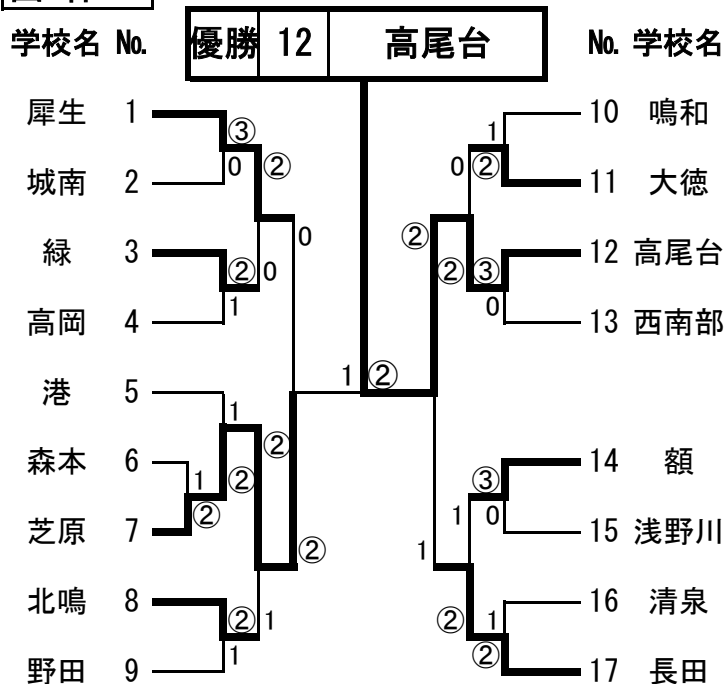 学校名 No. 優勝 12 高尾台 No. 学校名
犀生 1 ③ 1 10 鳴和
0 ② 0 ②
城南 2 11 大徳
0 ②
緑 3 12 高尾台
② 0 ② ③
1 0
高岡 4 13 西南部
1 ②
港 5
1
②
森本 6 14 額
1 ② ③
② 1 0
芝原 7 15 浅野川
② 1
北鳴 8 16 清泉
② 1 ② 1
1 ②
野田 9 17 長田